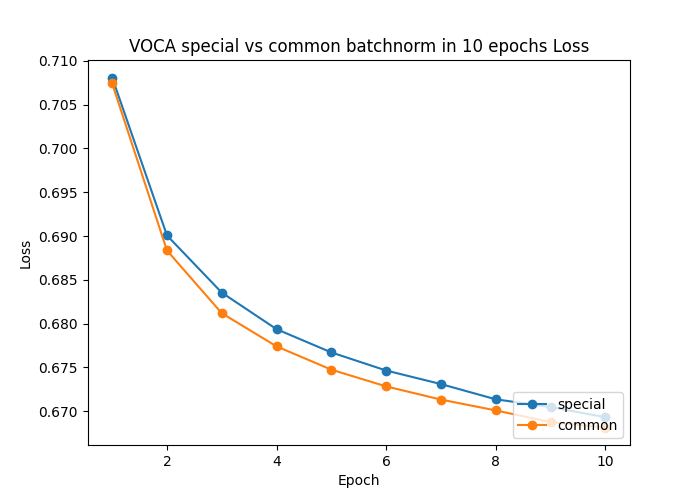 VOCA special vs common batchnorm in 10 epochs Loss
0.710
0.705
0.700
0.695
0.690
0.685
0.680
0.675
0.670
Loss
special
common
2 4 6 8 10
Epoch